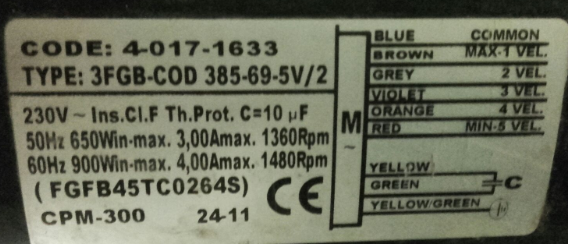 CODE: 4-017-1633
TYPE: 3FGB-COD 385-69-5V/2
230V ~ Ins.Cl.F Th.Prot. C=10 µF
50Hz 650Win-max. 3,00Amax. 1360Rpm
60Hz 900Win-max. 4,00Amax. 1480Rpm
( FGFB45TC0264S) CE
CPM-300 24-11
M
~
BLUE COMMON
BROWN MAX-1 VEL.
GREY 2 VEL.
VIOLET 3 VEL.
ORANGE 4 VEL.
RED MIN-5 VEL.
YELLOW
GREEN C
YELLOW/GREEN